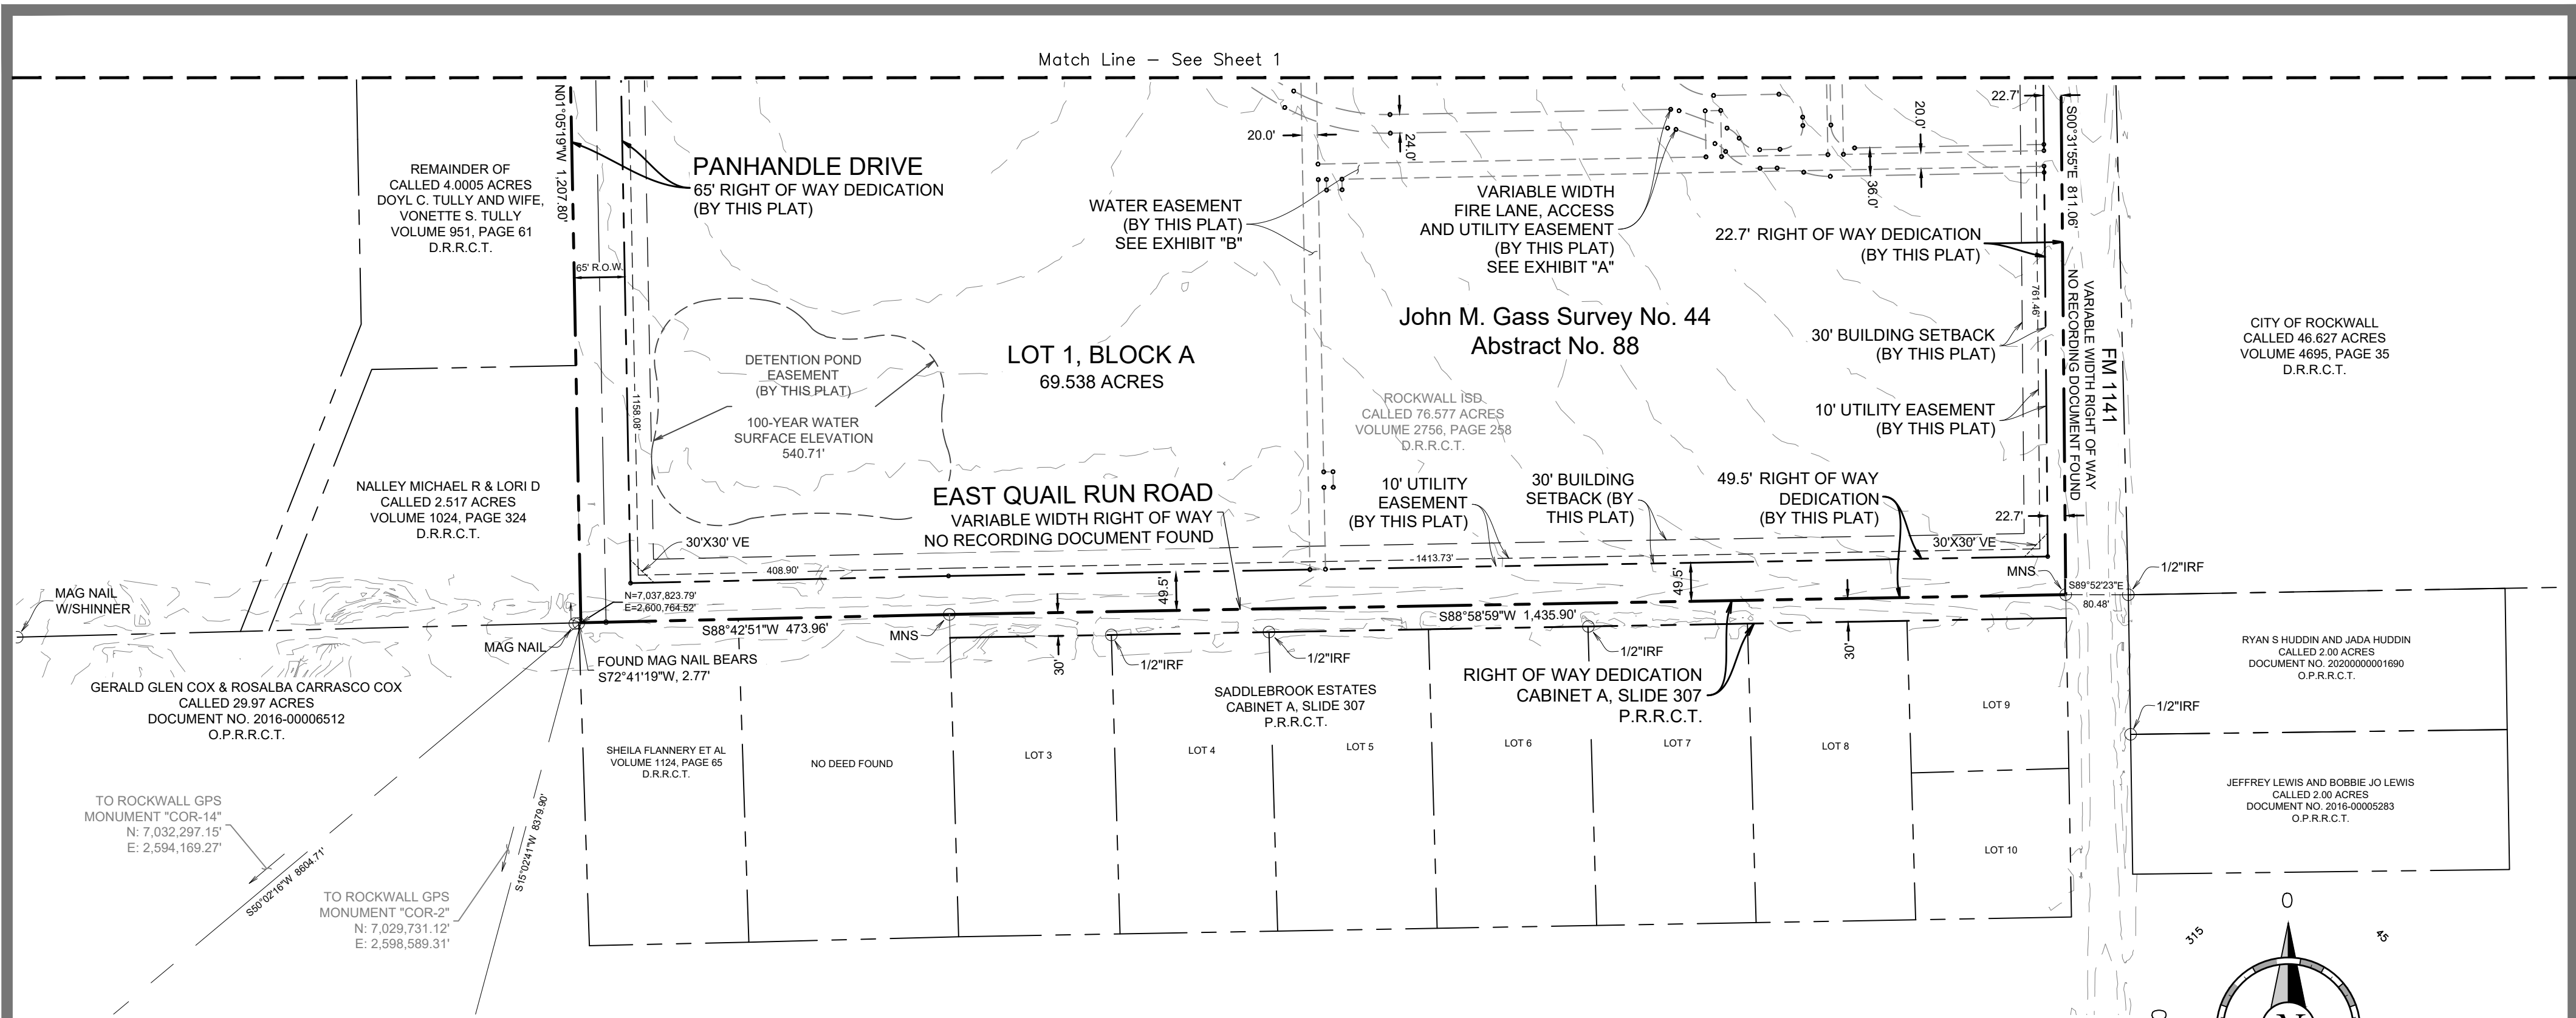 Match Line – See Sheet 1
N01°05'19"W 1,207.80'
REMAINDER OF
CALLED 4.0005 ACRES
DOYL C. TULLY AND WIFE,
VONETTE S. TULLY
VOLUME 951, PAGE 61
D.R.R.C.T.
PANHANDLE DRIVE
65' RIGHT OF WAY DEDICATION
(BY THIS PLAT)
65' R.O.W.
20.0'
24.0'
WATER EASEMENT
(BY THIS PLAT)
SEE EXHIBIT "B"
VARIABLE WIDTH
FIRE LANE, ACCESS
AND UTILITY EASEMENT
(BY THIS PLAT)
SEE EXHIBIT "A"
20.0'
36.0'
22.7'
S00°31'55"E 811.06'
22.7' RIGHT OF WAY DEDICATION
(BY THIS PLAT)
John M. Gass Survey No. 44
Abstract No. 88
761.46'
30' BUILDING SETBACK
(BY THIS PLAT)
10' UTILITY EASEMENT
(BY THIS PLAT)
FM 1141
VARIABLE WIDTH RIGHT OF WAY
NO RECORDING DOCUMENT FOUND
CITY OF ROCKWALL
CALLED 46.627 ACRES
VOLUME 4695, PAGE 35
D.R.R.C.T.
LOT 1, BLOCK A
69.538 ACRES
DETENTION POND
EASEMENT
(BY THIS PLAT)
100-YEAR WATER
SURFACE ELEVATION
540.71'
1158.08'
ROCKWALL ISD
CALLED 76.577 ACRES
VOLUME 2756, PAGE 258
D.R.R.C.T.
NALLEY MICHAEL R & LORI D
CALLED 2.517 ACRES
VOLUME 1024, PAGE 324
D.R.R.C.T.
EAST QUAIL RUN ROAD
VARIABLE WIDTH RIGHT OF WAY
NO RECORDING DOCUMENT FOUND
10' UTILITY
EASEMENT
(BY THIS PLAT)
30' BUILDING
SETBACK (BY
THIS PLAT)
49.5' RIGHT OF WAY
DEDICATION
(BY THIS PLAT)
22.7'
30'X30' VE
30'X30' VE
408.90'
1413.73'
49.5'
49.5'
MNS
S89°52'23"E
80.48'
1/2"IRF
MAG NAIL
W/SHINNER
N=7,037,823.79'
E=2,600,764.52'
S88°42'51"W 473.96'
S88°58'59"W 1,435.90'
MNS
MAG NAIL
FOUND MAG NAIL BEARS
S72°41'19"W, 2.77'
30'
1/2"IRF
1/2"IRF
1/2"IRF
30'
RIGHT OF WAY DEDICATION
CABINET A, SLIDE 307
P.R.R.C.T.
SADDLEBROOK ESTATES
CABINET A, SLIDE 307
P.R.R.C.T.
GERALD GLEN COX & ROSALBA CARRASCO COX
CALLED 29.97 ACRES
DOCUMENT NO. 2016-00006512
O.P.R.R.C.T.
RYAN S HUDDIN AND JADA HUDDIN
CALLED 2.00 ACRES
DOCUMENT NO. 20200000001690
O.P.R.R.C.T.
1/2"IRF
SHEILA FLANNERY ET AL
VOLUME 1124, PAGE 65
D.R.R.C.T.
NO DEED FOUND
LOT 3
LOT 4
LOT 5
LOT 6
LOT 7
LOT 8
LOT 9
LOT 10
JEFFREY LEWIS AND BOBBIE JO LEWIS
CALLED 2.00 ACRES
DOCUMENT NO. 2016-00005283
O.P.R.R.C.T.
TO ROCKWALL GPS
MONUMENT "COR-14"
N: 7,032,297.15'
E: 2,594,169.27'
S50°02'16"W 8604.71'
TO ROCKWALL GPS
MONUMENT "COR-2"
N: 7,029,731.12'
E: 2,598,589.31'
S15°02'41"W 8379.90'
0
315
45
N